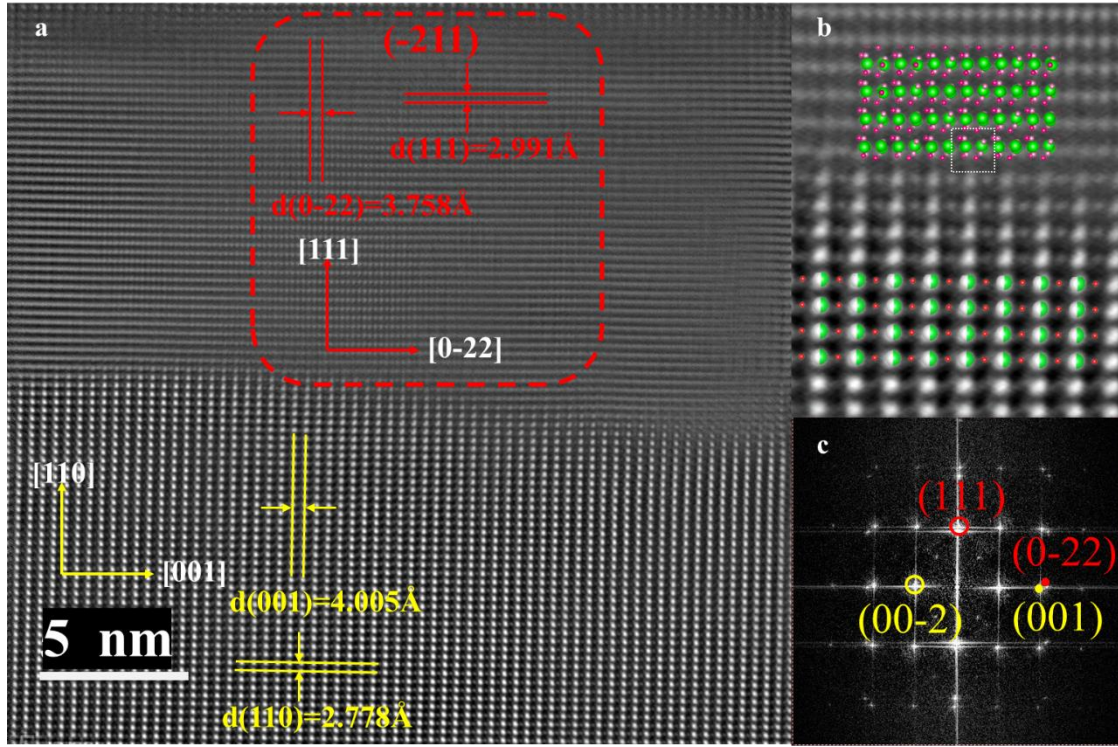 a
(-211)
d(111)=2.991Å
d(0-22)=3.758Å
[111]
[0-22]
[110]
[001]
d(001)=4.005Å
5 nm
d(110)=2.778Å
b
c
(111)
(0-22)
(00-2)
(001)